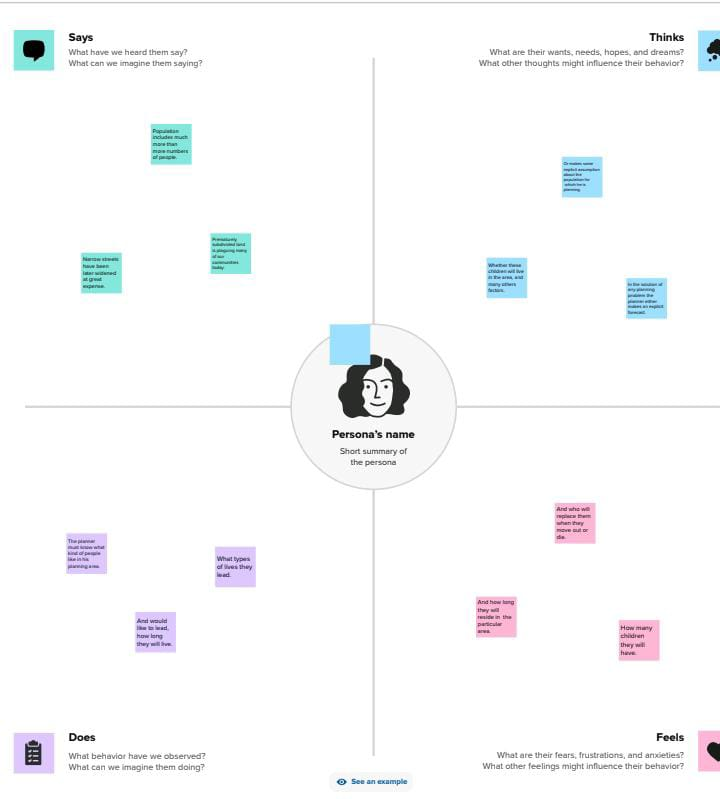 Says
What have we heard them say?
What can we imagine them saying?
Thinks
What are their wants, needs, hopes, and dreams?
What other thoughts might influence their behavior?
Population
includes much
more than
more numbers
of people.
Narrow streets
have been
later widened
at great
expense.
Prematurely
subdivided land
is plaguing many
of our
communities
today.
Or makes some
explicit assumption
about the
population for
which he is
planning.
Whether these
children will live
in the area, and
many others
factors.
In the solution of
any planning
problem the
planner either
makes an explicit
forecast.
Persona's name
Short summary of
the persona
The planner
must know what
kind of people
like in his
planning area.
What types
of lives they
lead.
And would
like to lead,
how long
they will live.
And who will
replace them
when they
move out or
die.
And how long
they will
reside in the
particular
area.
How many
children
they will
have.
Does
What behavior have we observed?
What can we imagine them doing?
Feels
What are their fears, frustrations, and anxieties?
What other feelings might influence their behavior?
See an example